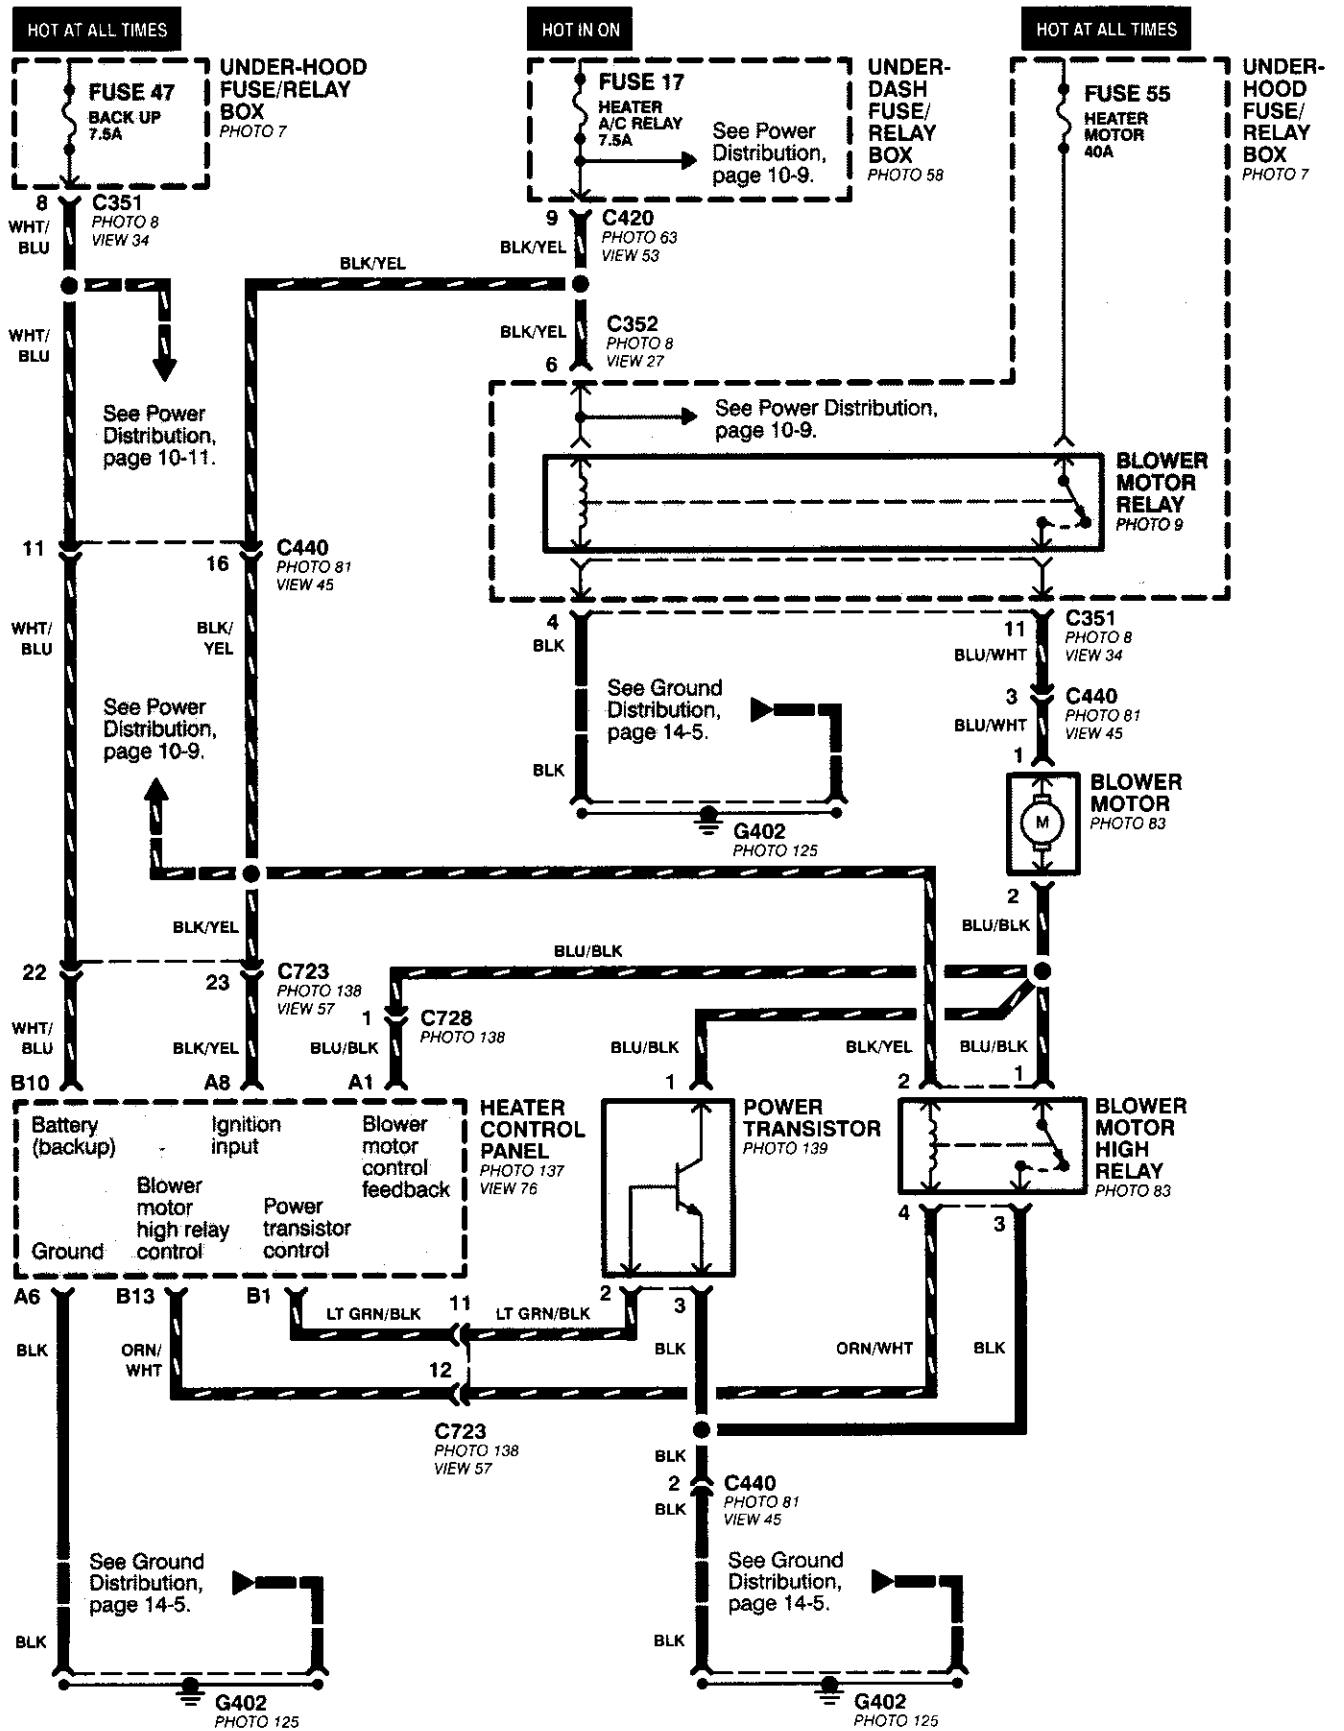 HOT AT ALL TIMES
HOT IN ON
HOT AT ALL TIMES
FUSE 47
BACK UP
7.5A
UNDER-HOOD
FUSE/RELAY
BOX
PHOTO 7
FUSE 17
HEATER
A/C RELAY
7.5A
See Power
Distribution,
page 10-9.
UNDER-
DASH
FUSE/
RELAY
BOX
PHOTO 58
FUSE 55
HEATER
MOTOR
40A
UNDER-
HOOD
FUSE/
RELAY
BOX
PHOTO 7
8
C351
PHOTO 8
VIEW 34
WHT/
BLU
9
C420
PHOTO 63
VIEW 53
BLK/YEL
BLK/YEL
WHT/
BLU
BLK/YEL
C352
PHOTO 8
VIEW 27
6
See Power
Distribution,
page 10-11.
See Power Distribution,
page 10-9.
BLOWER
MOTOR
RELAY
PHOTO 9
11
16
C440
PHOTO 81
VIEW 45
WHT/
BLU
BLK/
YEL
4
BLK
11
C351
PHOTO 8
VIEW 34
BLU/WHT
See Ground
Distribution,
page 14-5.
3
C440
PHOTO 81
VIEW 45
BLU/WHT
See Power
Distribution,
page 10-9.
BLK
1
BLOWER
MOTOR
PHOTO 83
M
G402
PHOTO 125
2
BLK/YEL
BLU/BLK
BLU/BLK
22
23
C723
PHOTO 138
VIEW 57
1
C728
PHOTO 138
WHT/
BLU
BLK/YEL
BLU/BLK
BLU/BLK
BLK/YEL
BLU/BLK
B10
A8
A1
1
2
1
Battery
(backup)
Ignition
input
Blower
motor
control
feedback
HEATER
CONTROL
PANEL
PHOTO 137
VIEW 76
POWER
TRANSISTOR
PHOTO 139
BLOWER
MOTOR
HIGH
RELAY
PHOTO 83
Ground
Blower
motor
high relay
control
Power
transistor
control
A6
B13
B1
11
2
3
4
3
LT GRN/BLK
LT GRN/BLK
BLK
ORN/
WHT
12
BLK
ORN/WHT
BLK
C723
PHOTO 138
VIEW 57
BLK
2
C440
PHOTO 81
VIEW 45
BLK
See Ground
Distribution,
page 14-5.
See Ground
Distribution,
page 14-5.
BLK
BLK
G402
PHOTO 125
G402
PHOTO 125